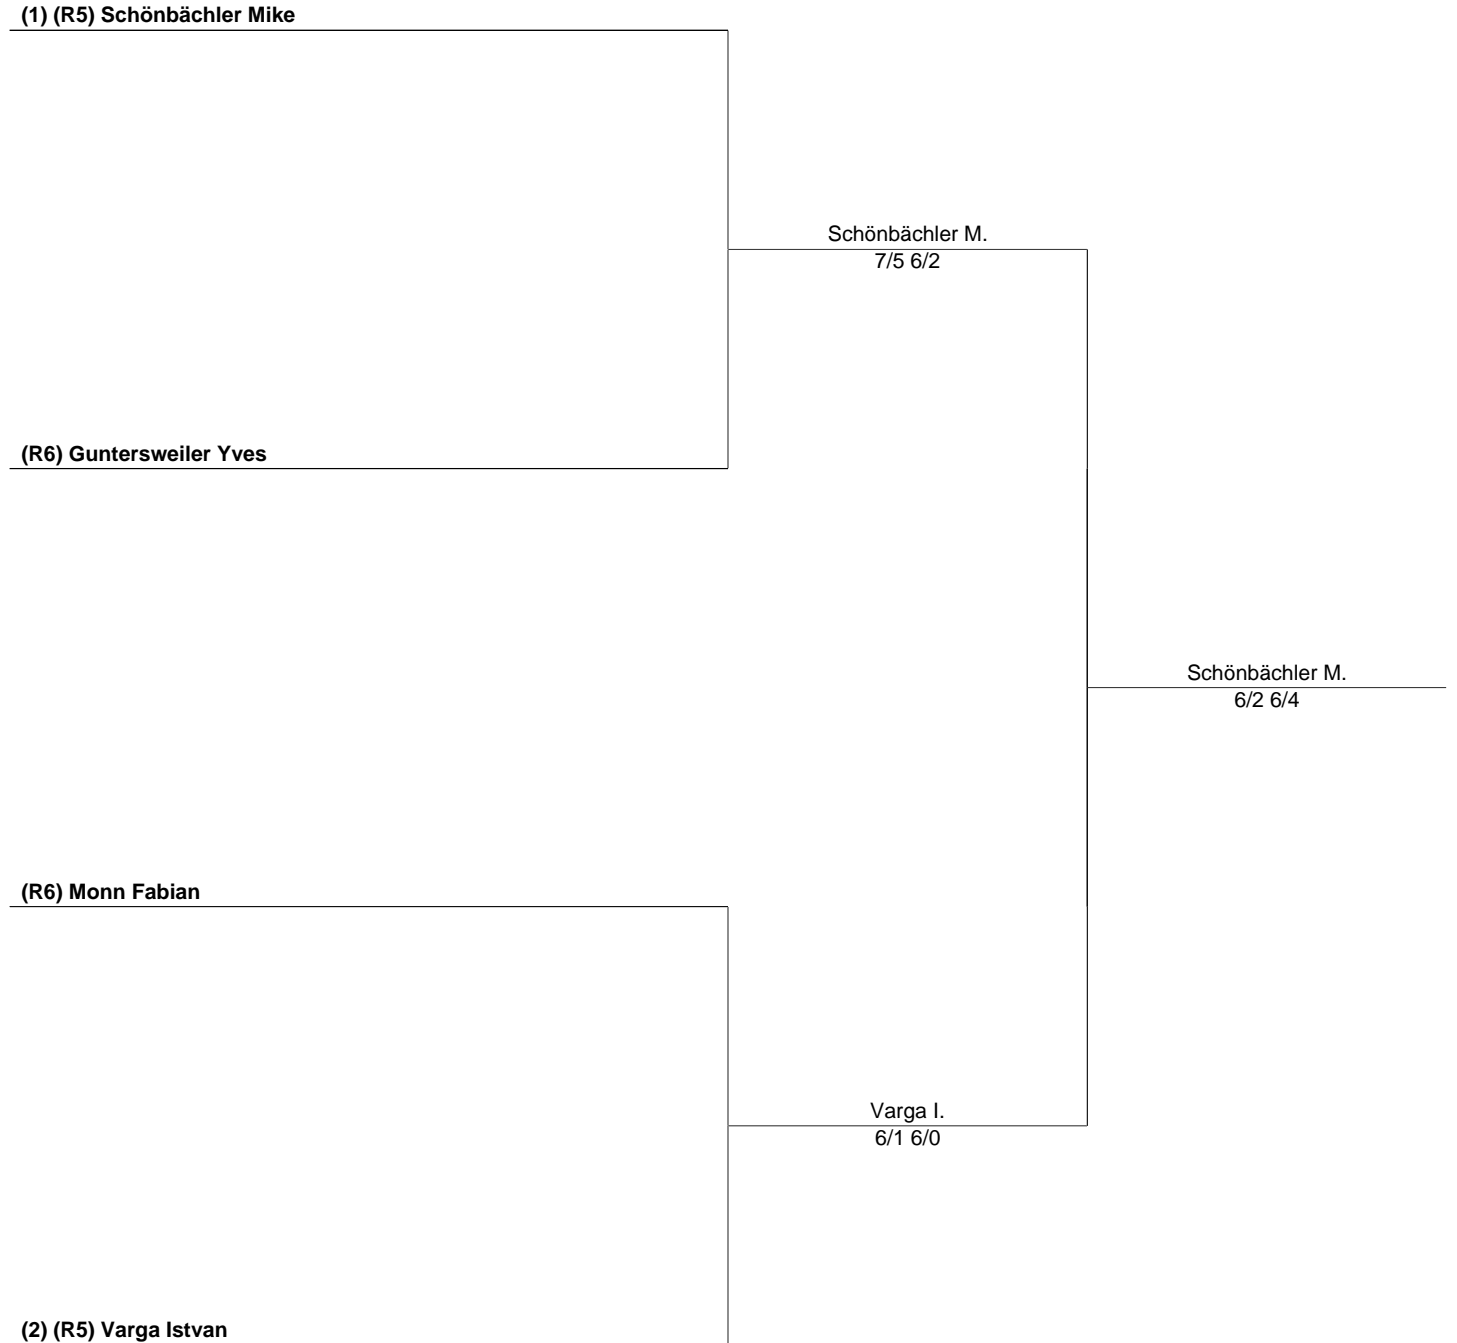 (1) (R5) Schönbächler Mike
Schönbächler M.
7/5 6/2
(R6) Guntersweiler Yves
Schönbächler M.
6/2 6/4
(R6) Monn Fabian
Varga I.
6/1 6/0
(2) (R5) Varga Istvan